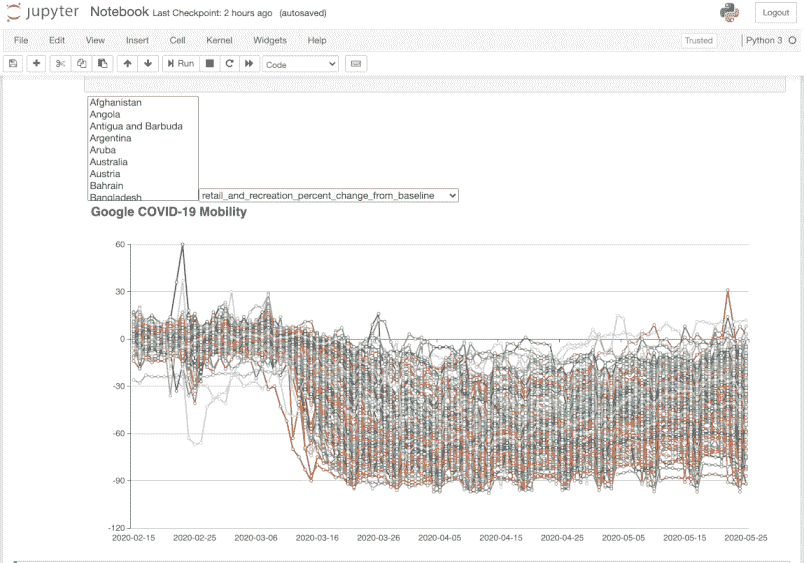 jupyter Notebook Last Checkpoint: 2 hours ago (autosaved) Logout
File Edit View Insert Cell Kernel Widgets Help Trusted Python 3
Run Code
Afghanistan
Angola
Antigua and Barbuda
Argentina
Aruba
Australia
Austria
Bahrain
Bangladesh retail_and_recreation_percent_change_from_baseline
Google COVID-19 Mobility
60
30
0
-30
-60
-90
-120
2020-02-15 2020-02-25 2020-03-06 2020-03-16 2020-03-26 2020-04-05 2020-04-15 2020-04-25 2020-05-05 2020-05-15 2020-05-25